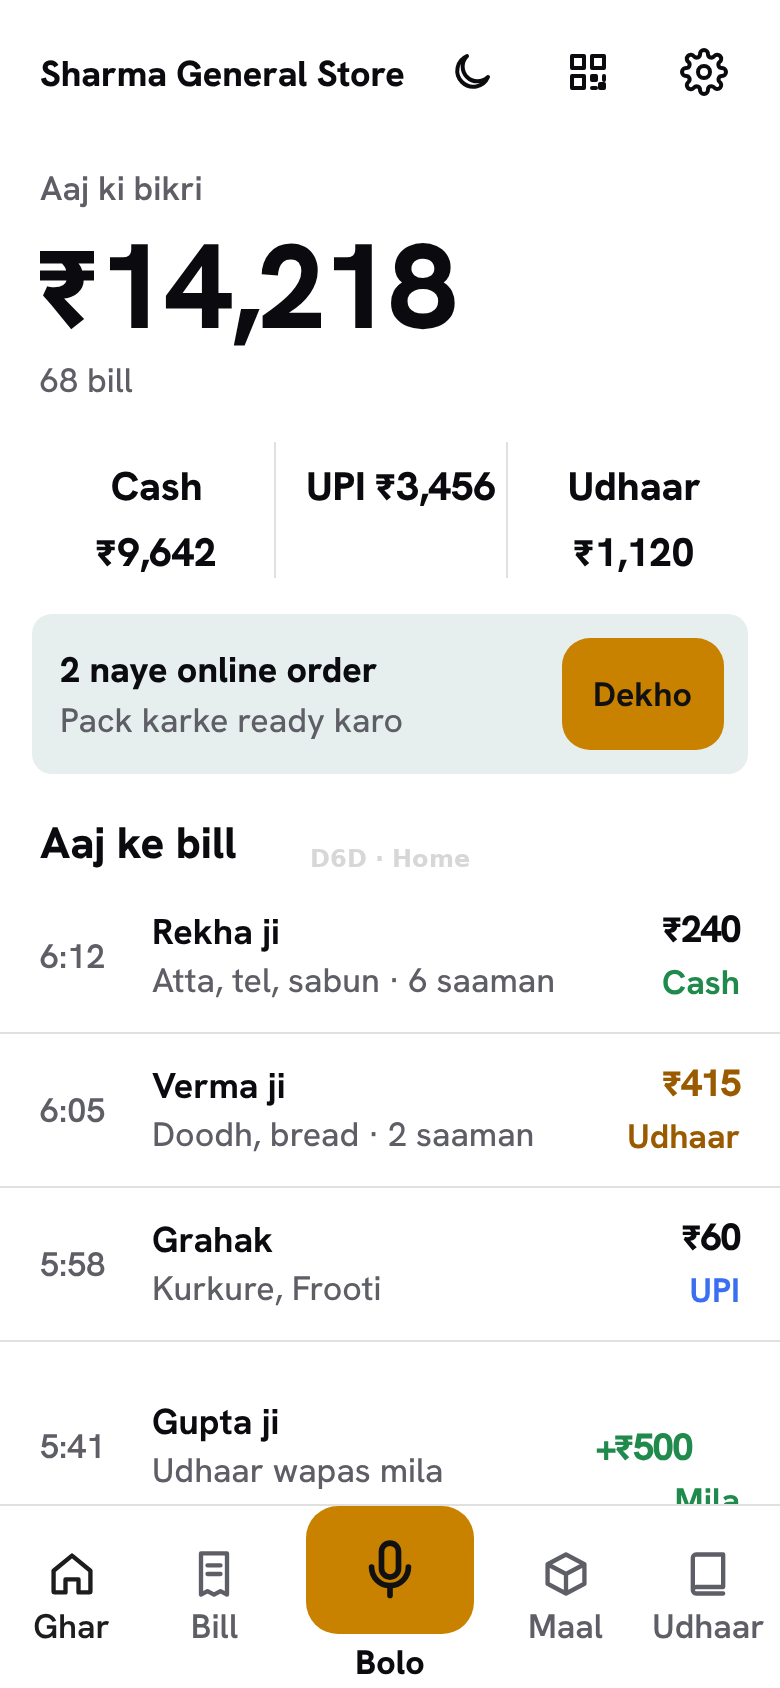 Sharma General Store
Aaj ki bikri
₹14,218
68 bill
Cash
₹9,642
UPI ₹3,456
Udhaar
₹1,120
2 naye online order
Pack karke ready karo
Dekho
Aaj ke bill
D6D · Home
6:12
Rekha ji
Atta, tel, sabun · 6 saaman
₹240
Cash
6:05
Verma ji
Doodh, bread · 2 saaman
₹415
Udhaar
5:58
Grahak
Kurkure, Frooti
₹60
UPI
5:41
Gupta ji
Udhaar wapas mila
+₹500
Mila
Ghar
Bill
Bolo
Maal
Udhaar